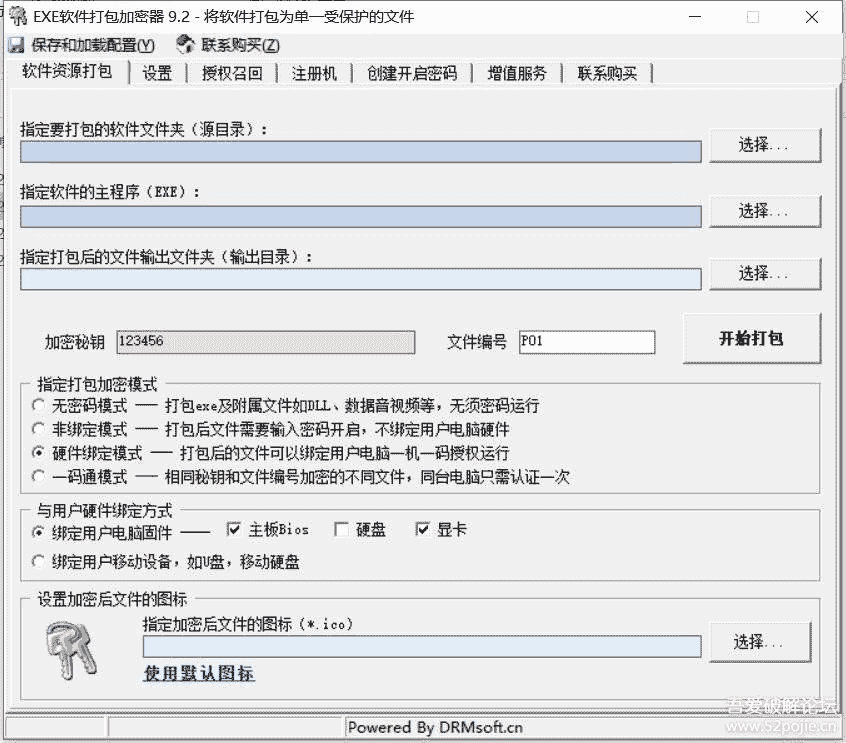 EXE软件打包加密器 9.2 - 将软件打包为单一受保护的文件
保存和加载配置(Y) 联系购买(Z)
软件资源打包 设置 授权召回 注册机 创建开启密码 增值服务 联系购买
指定要打包的软件文件夹（源目录）:
选择...
指定软件的主程序（EXE）:
选择...
指定打包后的文件输出文件夹（输出目录）:
选择...
加密秘钥 123456 文件编号 P01 开始打包
指定打包加密模式
无密码模式 —— 打包exe及附属文件如DLL、数据音视频等，无须密码运行
非绑定模式 —— 打包后文件需要输入密码开启，不绑定用户电脑硬件
硬件绑定模式 —— 打包后的文件可以绑定用户电脑一机一码授权运行
一码通模式 —— 相同秘钥和文件编号加密的不同文件，同台电脑只需认证一次
与用户硬件绑定方式
绑定用户电脑固件 —— 主板Bios 硬盘 显卡
绑定用户移动设备，如U盘，移动硬盘
设置加密后文件的图标
指定加密后文件的图标（*.ico）
选择...
使用默认图标
Powered By DRMsoft.cn
吾爱破解论坛
www.52pojie.cn